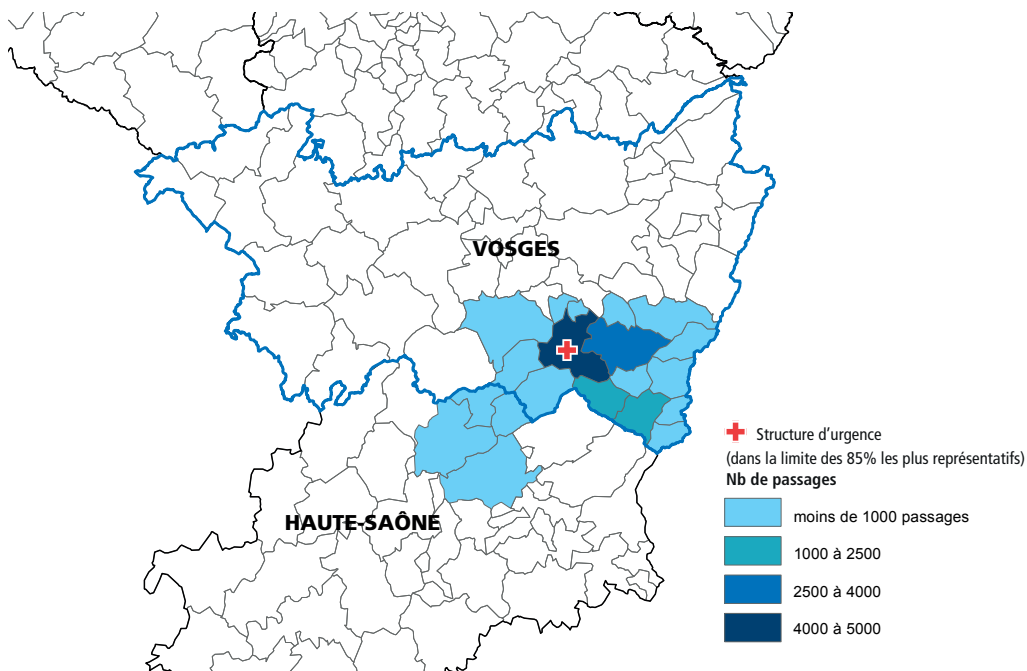 VOSGES
HAUTE-SAÔNE
Structure d'urgence
(dans la limite des 85% les plus représentatifs)
Nb de passages
moins de 1000 passages
1000 à 2500
2500 à 4000
4000 à 5000